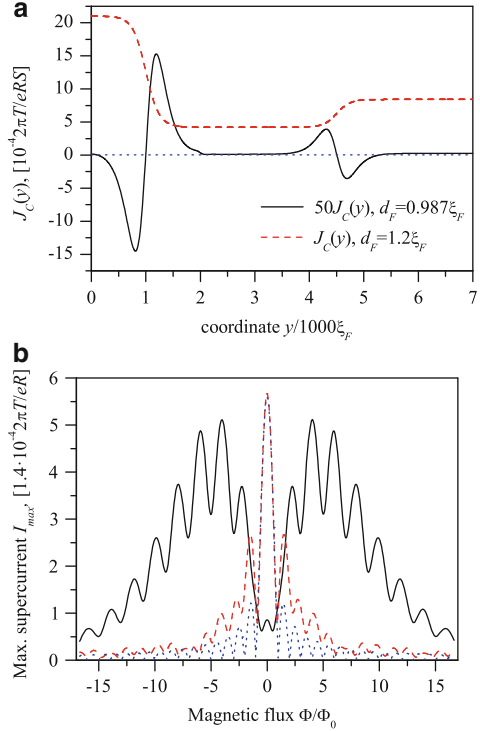 a
J_C(y), [10^-4 2πT/eRS]
20
15
10
5
0
-5
-10
-15
50J_C(y), d_F=0.987ξ_F
J_C(y), d_F=1.2ξ_F
0 1 2 3 4 5 6 7
coordinate y/1000ξ_F
b
Max. supercurrent I_max, [1.4·10^-4 2πT/eR]
6
5
4
3
2
1
0
-15 -10 -5 0 5 10 15
Magnetic flux Φ/Φ_0